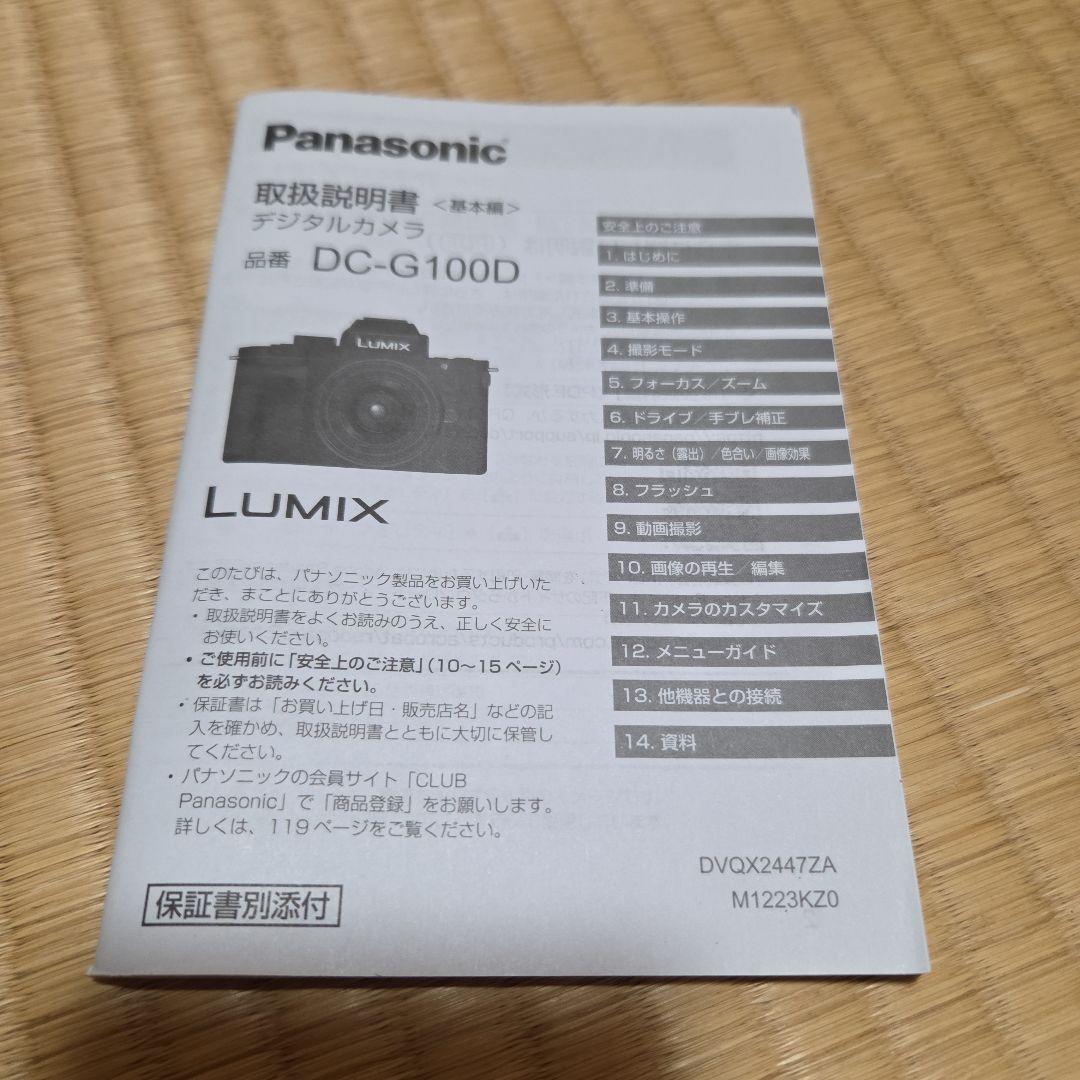 Panasonic
取扱説明書 <基本編>
デジタルカメラ
品番 DC-G100D
LUMIX
LUMIX
このたびは、パナソニック製品をお買い上げいた
だき、まことにありがとうございます。
・取扱説明書をよくお読みのうえ、正しく安全に
お使いください。
・ご使用前に「安全上のご注意」(10～15ページ)
を必ずお読みください。
・保証書は「お買い上げ日・販売店名」などの記
入を確かめ、取扱説明書とともに大切に保管し
てください。
・パナソニックの会員サイト「CLUB
Panasonic」で「商品登録」をお願いします。
詳しくは、119ページをご覧ください。
保証書別添付
安全上のご注意
1. はじめに
2. 準備
3. 基本操作
4. 撮影モード
5. フォーカス/ズーム
6. ドライブ/手ブレ補正
7. 明るさ(露出)/色合い/画像効果
8. フラッシュ
9. 動画撮影
10. 画像の再生/編集
11. カメラのカスタマイズ
12. メニューガイド
13. 他機器との接続
14. 資料
DVQX2447ZA
M1223KZ0